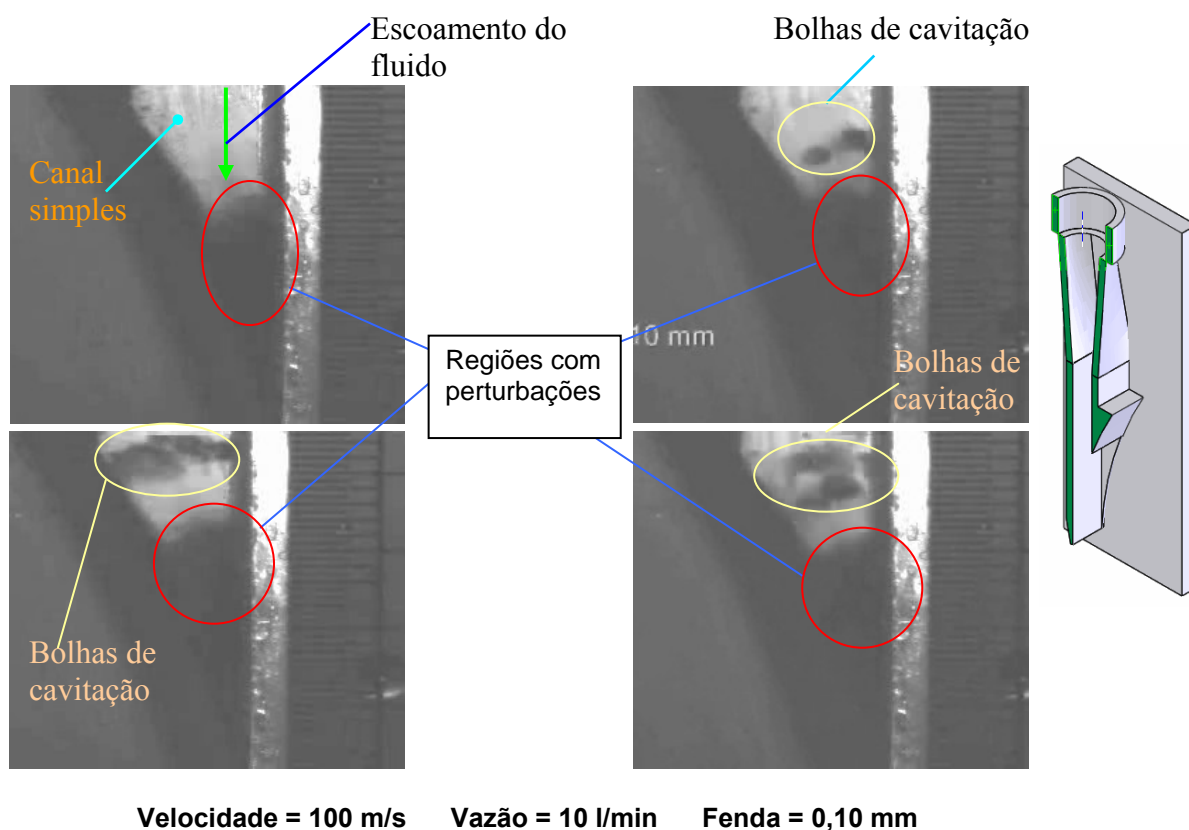 Escoamento do
fluido
Bolhas de cavitação
Canal
simples
10 mm
Regiões com
perturbações
Bolhas de
cavitação
Bolhas de
cavitação
Velocidade = 100 m/s Vazão = 10 l/min Fenda = 0,10 mm